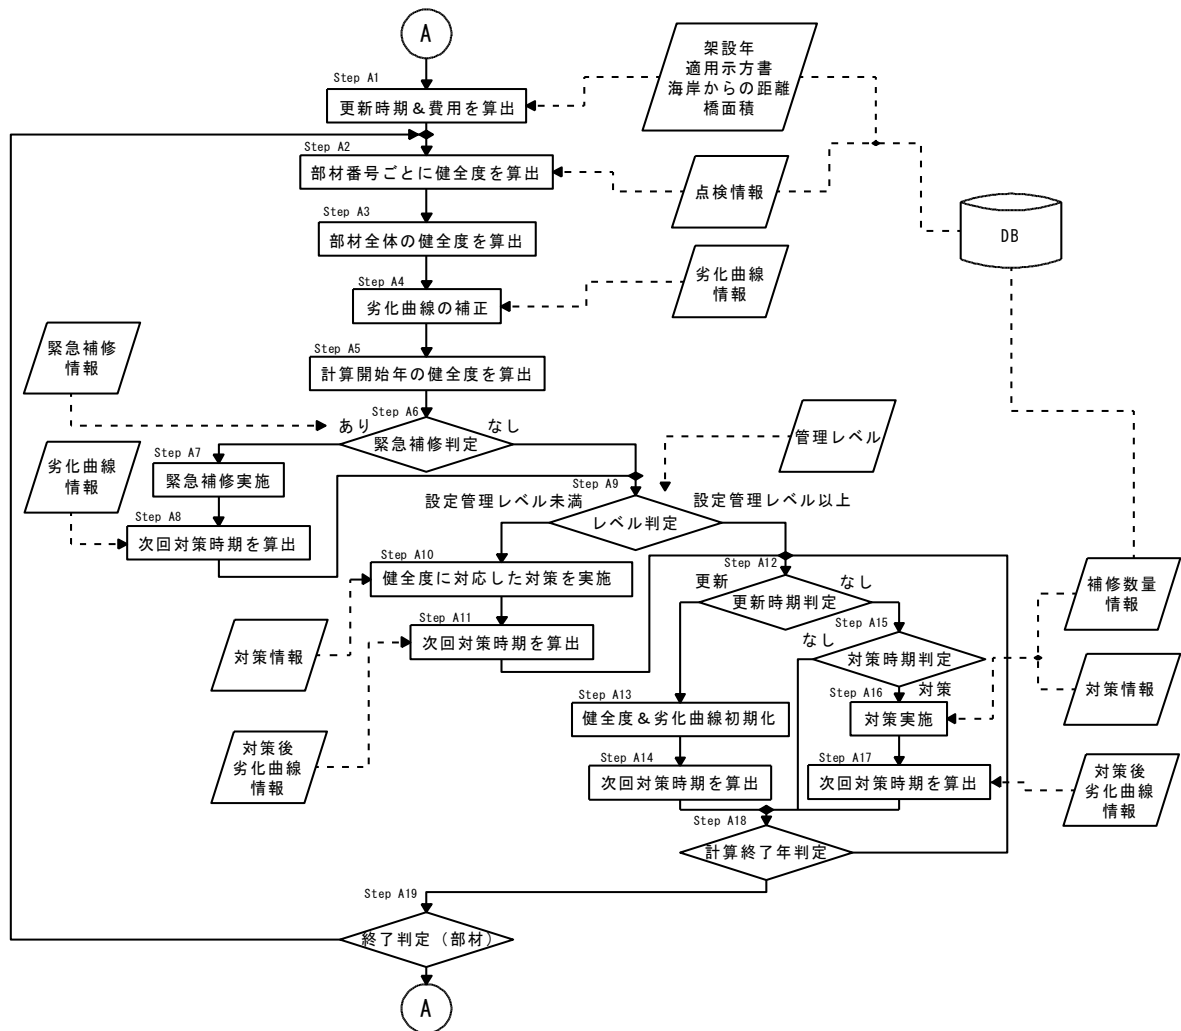 A
Step A1
更新時期&費用を算出
架設年
適用示方書
海岸からの距離
橋面積
Step A2
部材番号ごとに健全度を算出
点検情報
DB
Step A3
部材全体の健全度を算出
Step A4
劣化曲線の補正
劣化曲線
情報
緊急補修
情報
Step A5
計算開始年の健全度を算出
Step A6
あり
なし
緊急補修判定
管理レベル
劣化曲線
情報
Step A7
緊急補修実施
Step A8
次回対策時期を算出
Step A9
設定管理レベル未満
設定管理レベル以上
レベル判定
Step A10
健全度に対応した対策を実施
Step A11
次回対策時期を算出
対策情報
対策後
劣化曲線
情報
Step A12
更新
なし
更新時期判定
Step A15
なし
対策時期判定
対策
補修数量
情報
対策情報
Step A13
健全度&劣化曲線初期化
Step A16
対策実施
Step A14
次回対策時期を算出
Step A17
次回対策時期を算出
対策後
劣化曲線
情報
Step A18
計算終了年判定
Step A19
終了判定(部材)
A